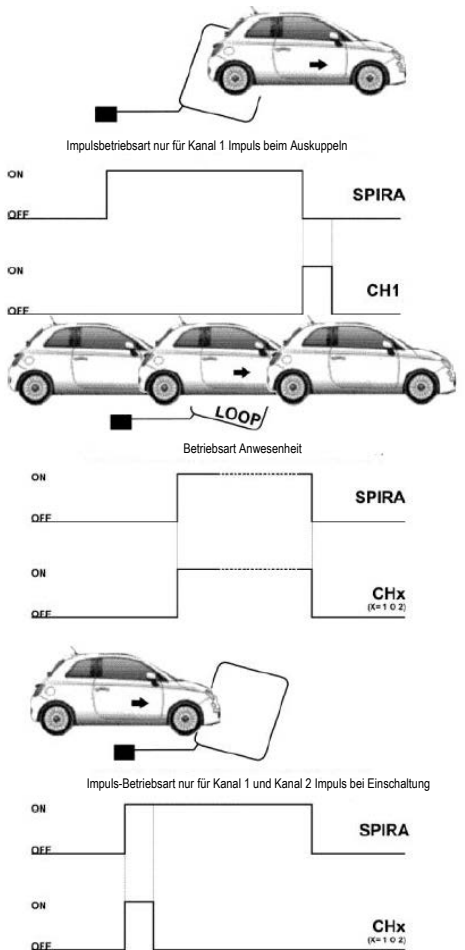 Impulsbetriebsart nur für Kanal 1 Impuls beim Auskuppeln
ON
SPIRA
OFF
ON
CH1
OFF
LOOP
Betriebsart Anwesenheit
ON
SPIRA
OFF
ON
CHx
(X= 1 O 2)
OFF
Impuls-Betriebsart nur für Kanal 1 und Kanal 2 Impuls bei Einschaltung
ON
SPIRA
OFF
ON
CHx
(X= 1 O 2)
OFF